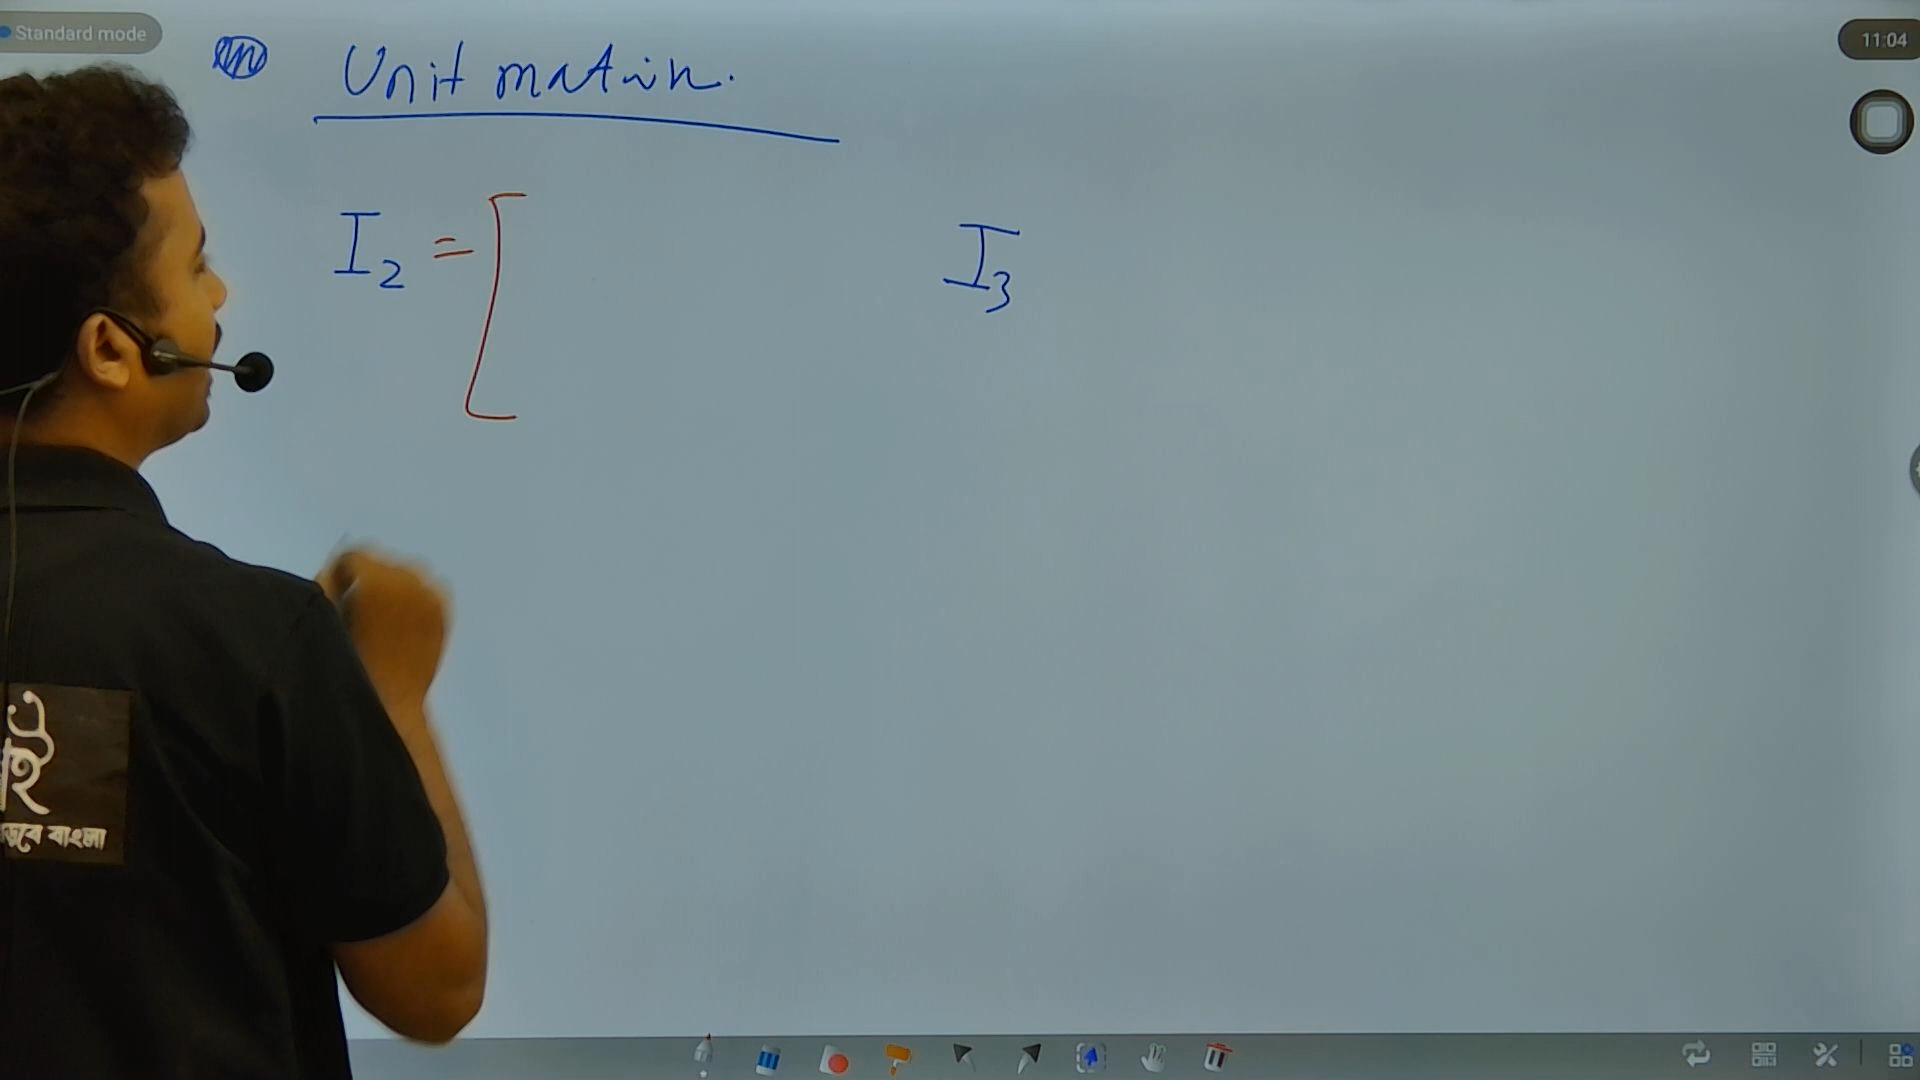 Standard mode
11:04
Unit matrix.
I2 = [
I3
বাংলা